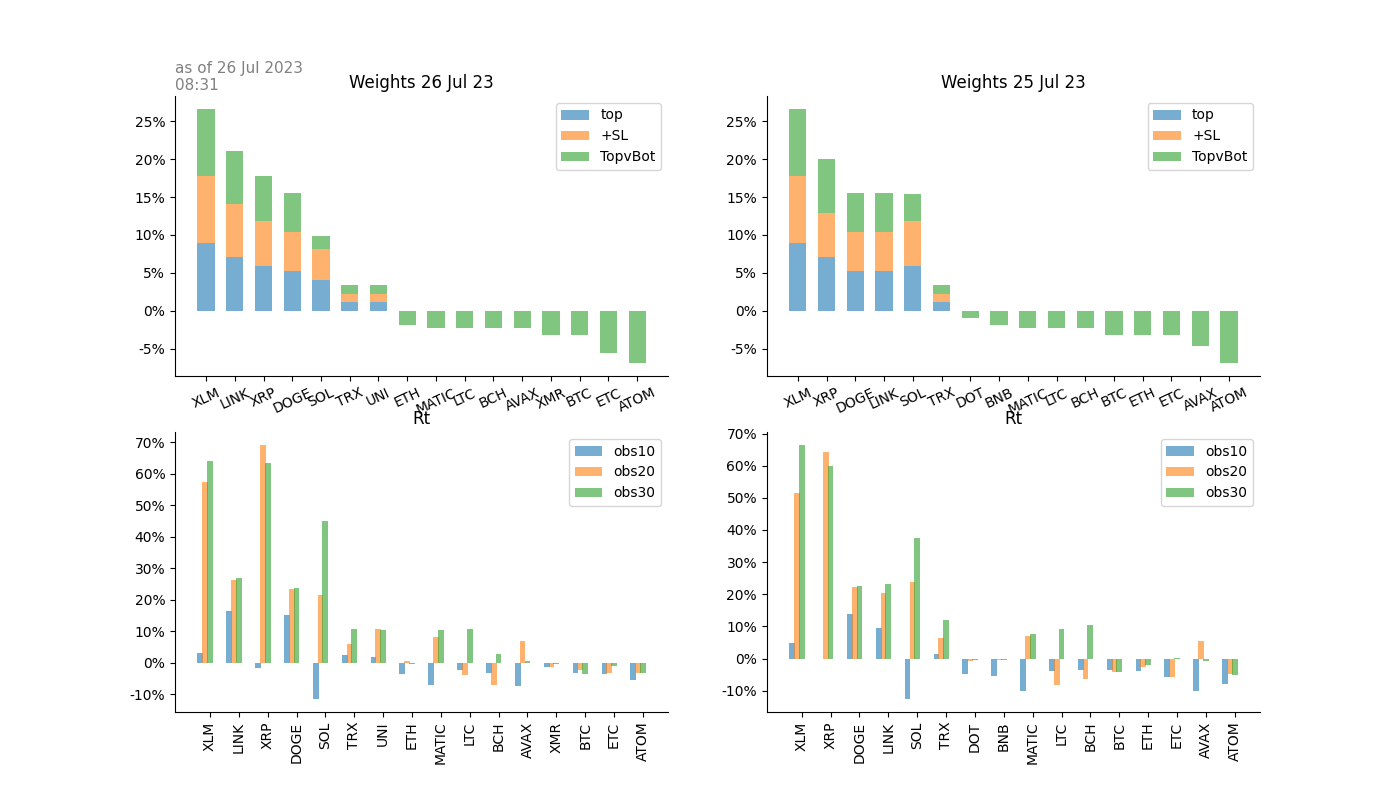 as of 26 Jul 2023
08:31
Weights 26 Jul 23
25%
20%
15%
10%
5%
0%
-5%
top
+SL
TopvBot
XLM LINK XRP DOGE SOL TRX UNI ETH MATIC LTC BCH AVAX XMR BTC ETC ATOM
Weights 25 Jul 23
25%
20%
15%
10%
5%
0%
-5%
top
+SL
TopvBot
XLM XRP DOGE LINK SOL TRX DOT BNB MATIC LTC BCH BTC ETH ETC AVAX ATOM
Rt
70%
60%
50%
40%
30%
20%
10%
0%
-10%
obs10
obs20
obs30
XLM LINK XRP DOGE SOL TRX UNI ETH MATIC LTC BCH AVAX XMR BTC ETC ATOM
Rt
70%
60%
50%
40%
30%
20%
10%
0%
-10%
obs10
obs20
obs30
XLM XRP DOGE LINK SOL TRX DOT BNB MATIC LTC BCH BTC ETH ETC AVAX ATOM